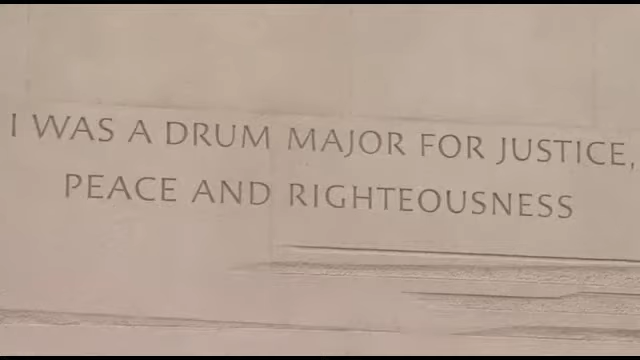 I WAS A DRUM MAJOR FOR JUSTICE,
PEACE AND RIGHTEOUSNESS